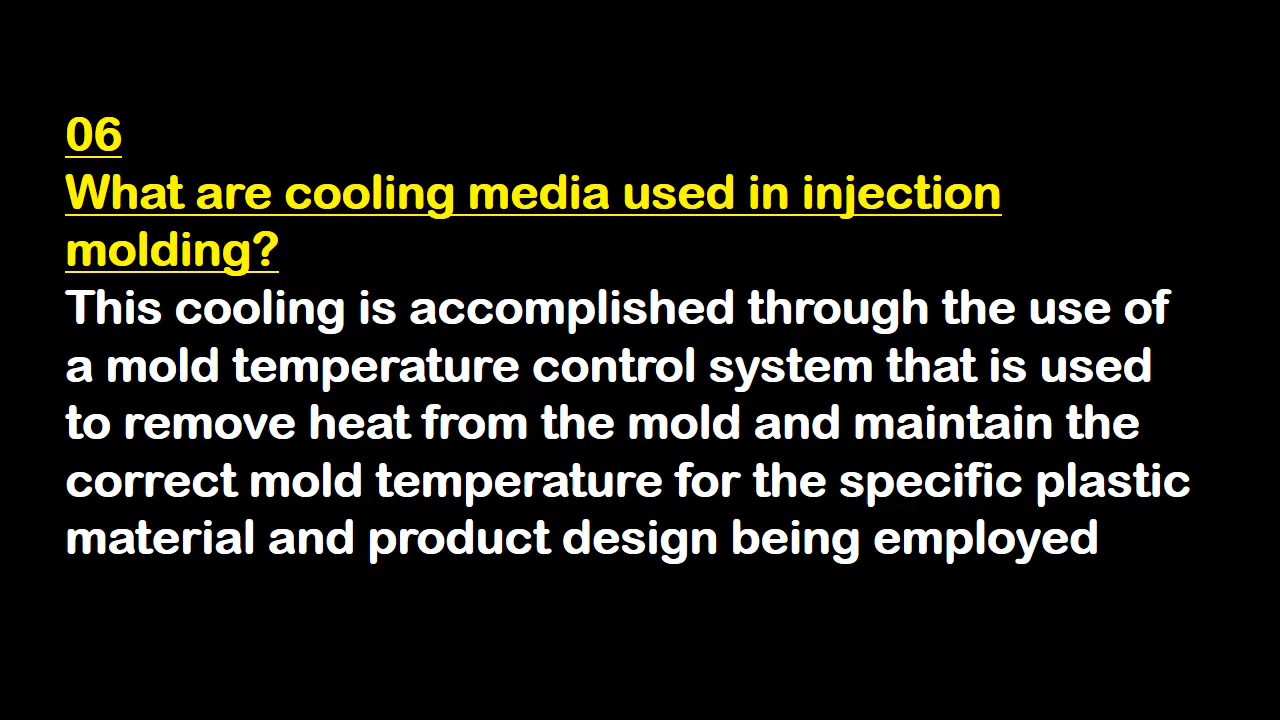 06
What are cooling media used in injection
molding?
This cooling is accomplished through the use of
a mold temperature control system that is used
to remove heat from the mold and maintain the
correct mold temperature for the specific plastic
material and product design being employed